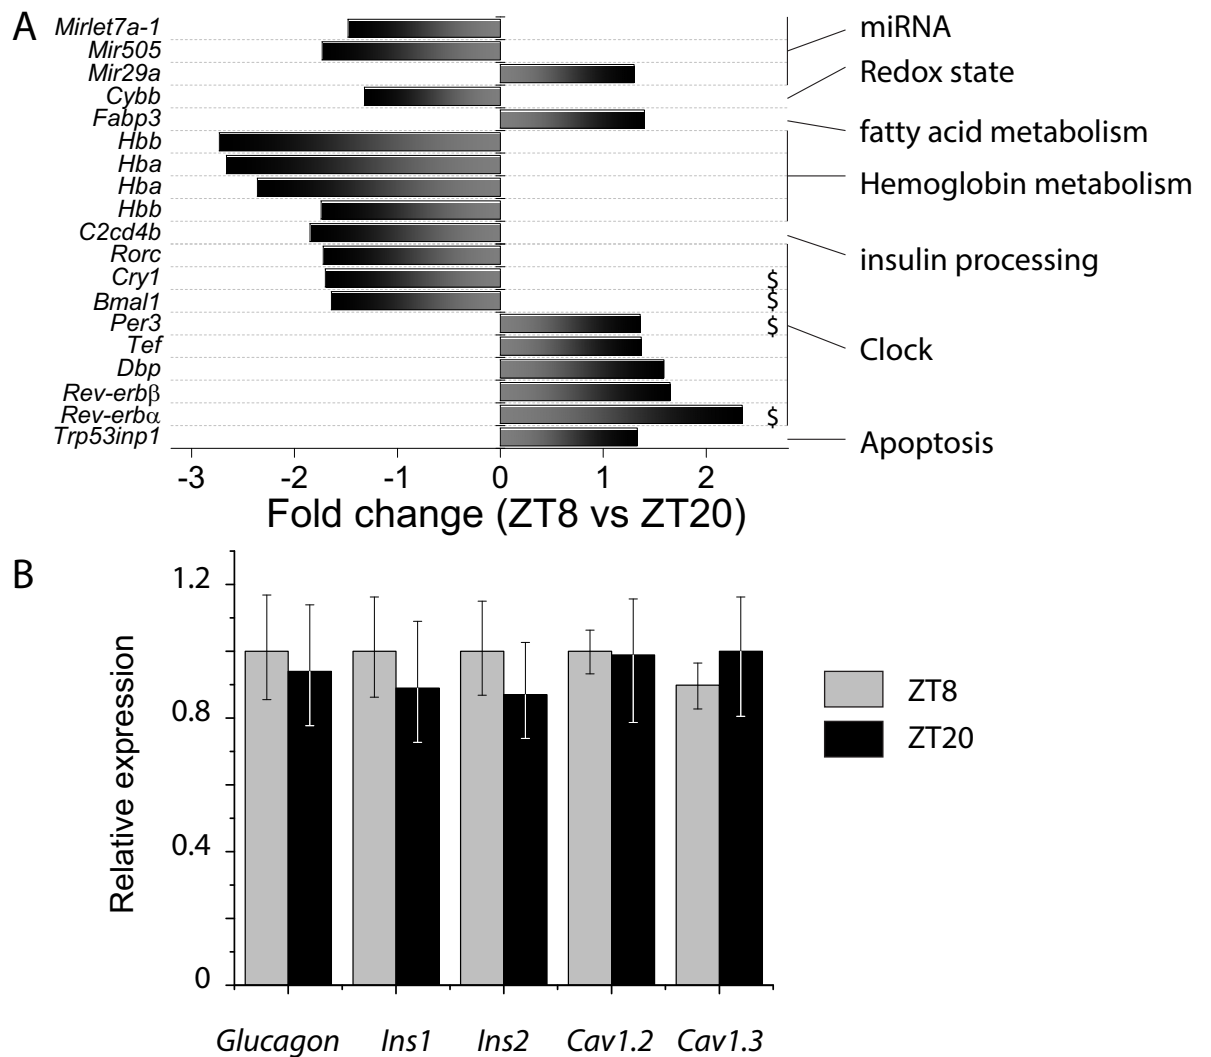 A
Mirlet7a-1
Mir505
Mir29a
Cybb
Fabp3
Hbb
Hba
Hba
Hbb
C2cd4b
Rorc
Cry1
Bmal1
Per3
Tef
Dbp
Rev-erbβ
Rev-erbα
Trp53inp1
$
$
$
$
miRNA
Redox state
fatty acid metabolism
Hemoglobin metabolism
insulin processing
Clock
Apoptosis
-3 -2 -1 0 1 2
Fold change (ZT8 vs ZT20)
B
Relative expression
1.2
0.8
0.4
0
Glucagon Ins1 Ins2 Cav1.2 Cav1.3
ZT8
ZT20